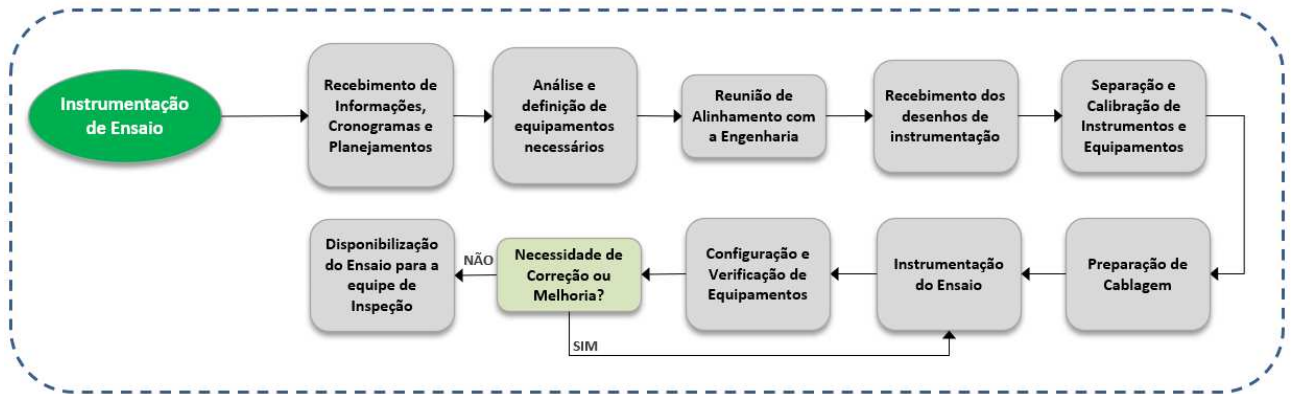 Instrumentação
de Ensaio
Recebimento de
Informações,
Cronogramas e
Planejamentos
Análise e
definição de
equipamentos
necessários
Reunião de
Alinhamento com
a Engenharia
Recebimento dos
desenhos de
instrumentação
Separação e
Calibração de
Instrumentos e
Equipamentos
Preparação de
Cablagem
Instrumentação
do Ensaio
Configuração e
Verificação de
Equipamentos
Necessidade de
Correção ou
Melhoria?
NÃO
SIM
Disponibilização
do Ensaio para a
equipe de
Inspeção